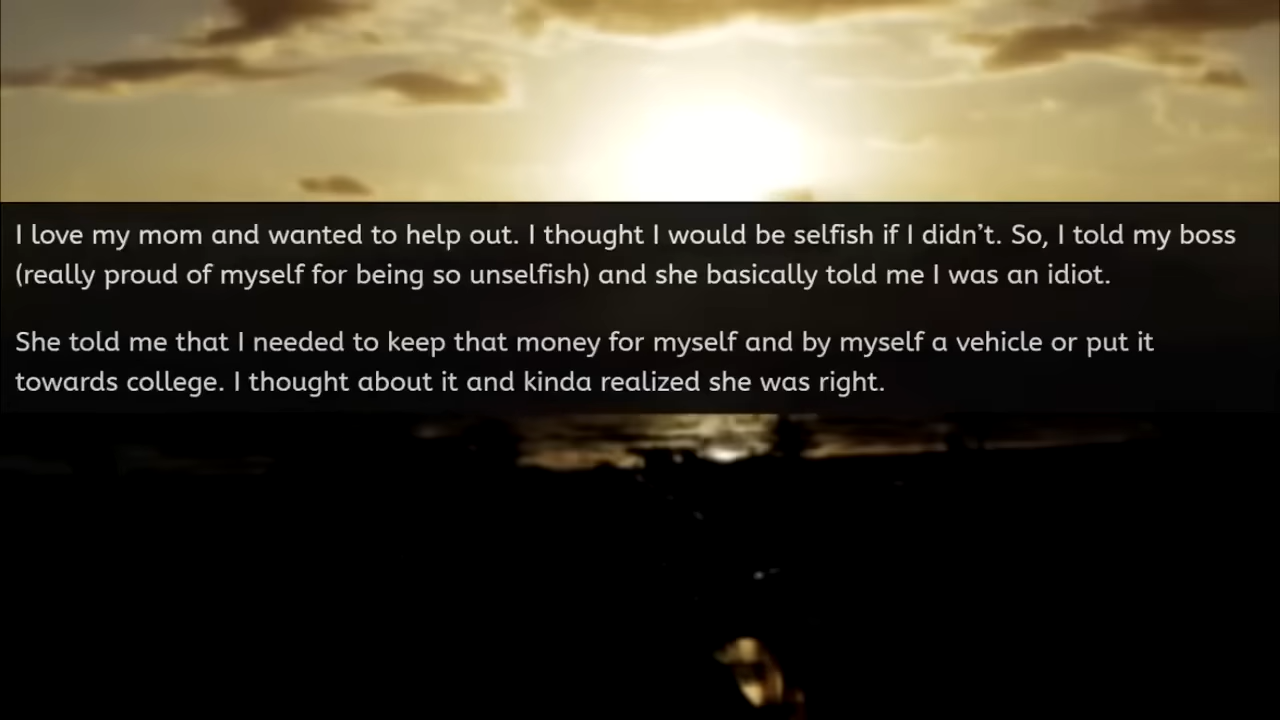 I love my mom and wanted to help out. I thought I would be selfish if I didn’t. So, I told my boss
(really proud of myself for being so unselfish) and she basically told me I was an idiot.
She told me that I needed to keep that money for myself and by myself a vehicle or put it
towards college. I thought about it and kinda realized she was right.